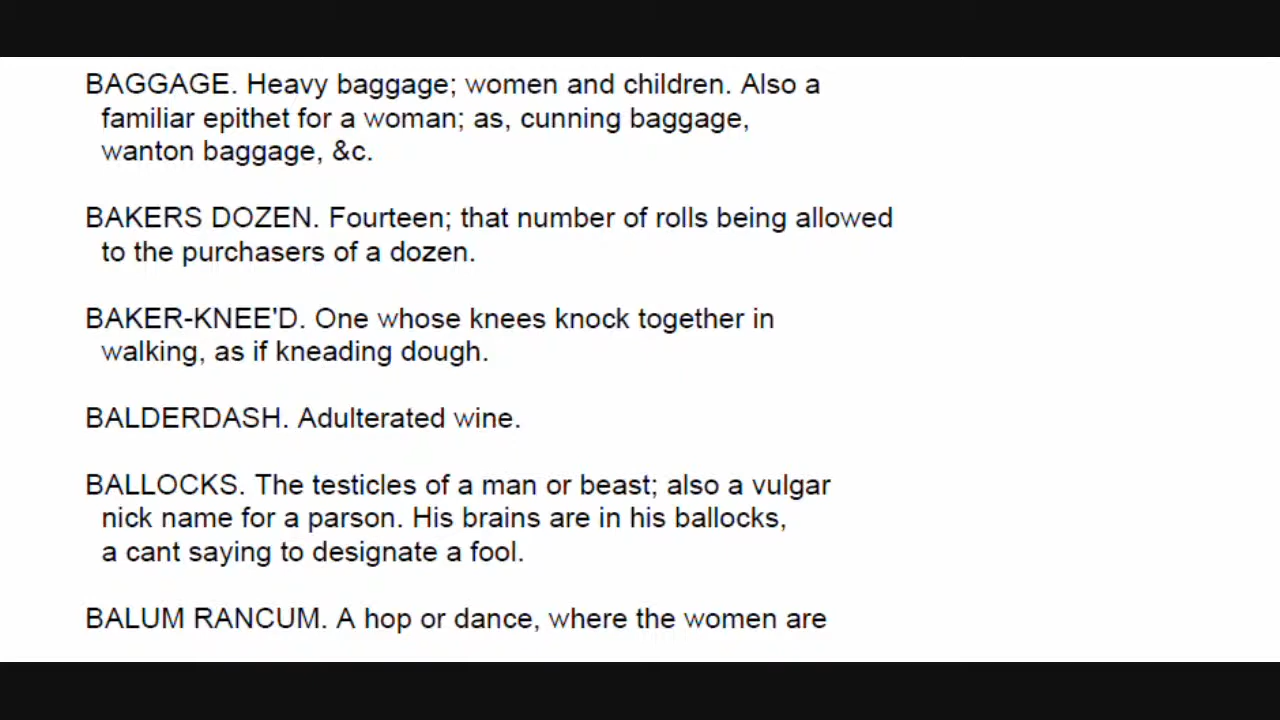 BAGGAGE. Heavy baggage; women and children. Also a
familiar epithet for a woman; as, cunning baggage,
wanton baggage, &c.
BAKERS DOZEN. Fourteen; that number of rolls being allowed
to the purchasers of a dozen.
BAKER-KNEE'D. One whose knees knock together in
walking, as if kneading dough.
BALDERDASH. Adulterated wine.
BALLOCKS. The testicles of a man or beast; also a vulgar
nick name for a parson. His brains are in his ballocks,
a cant saying to designate a fool.
BALUM RANCUM. A hop or dance, where the women are